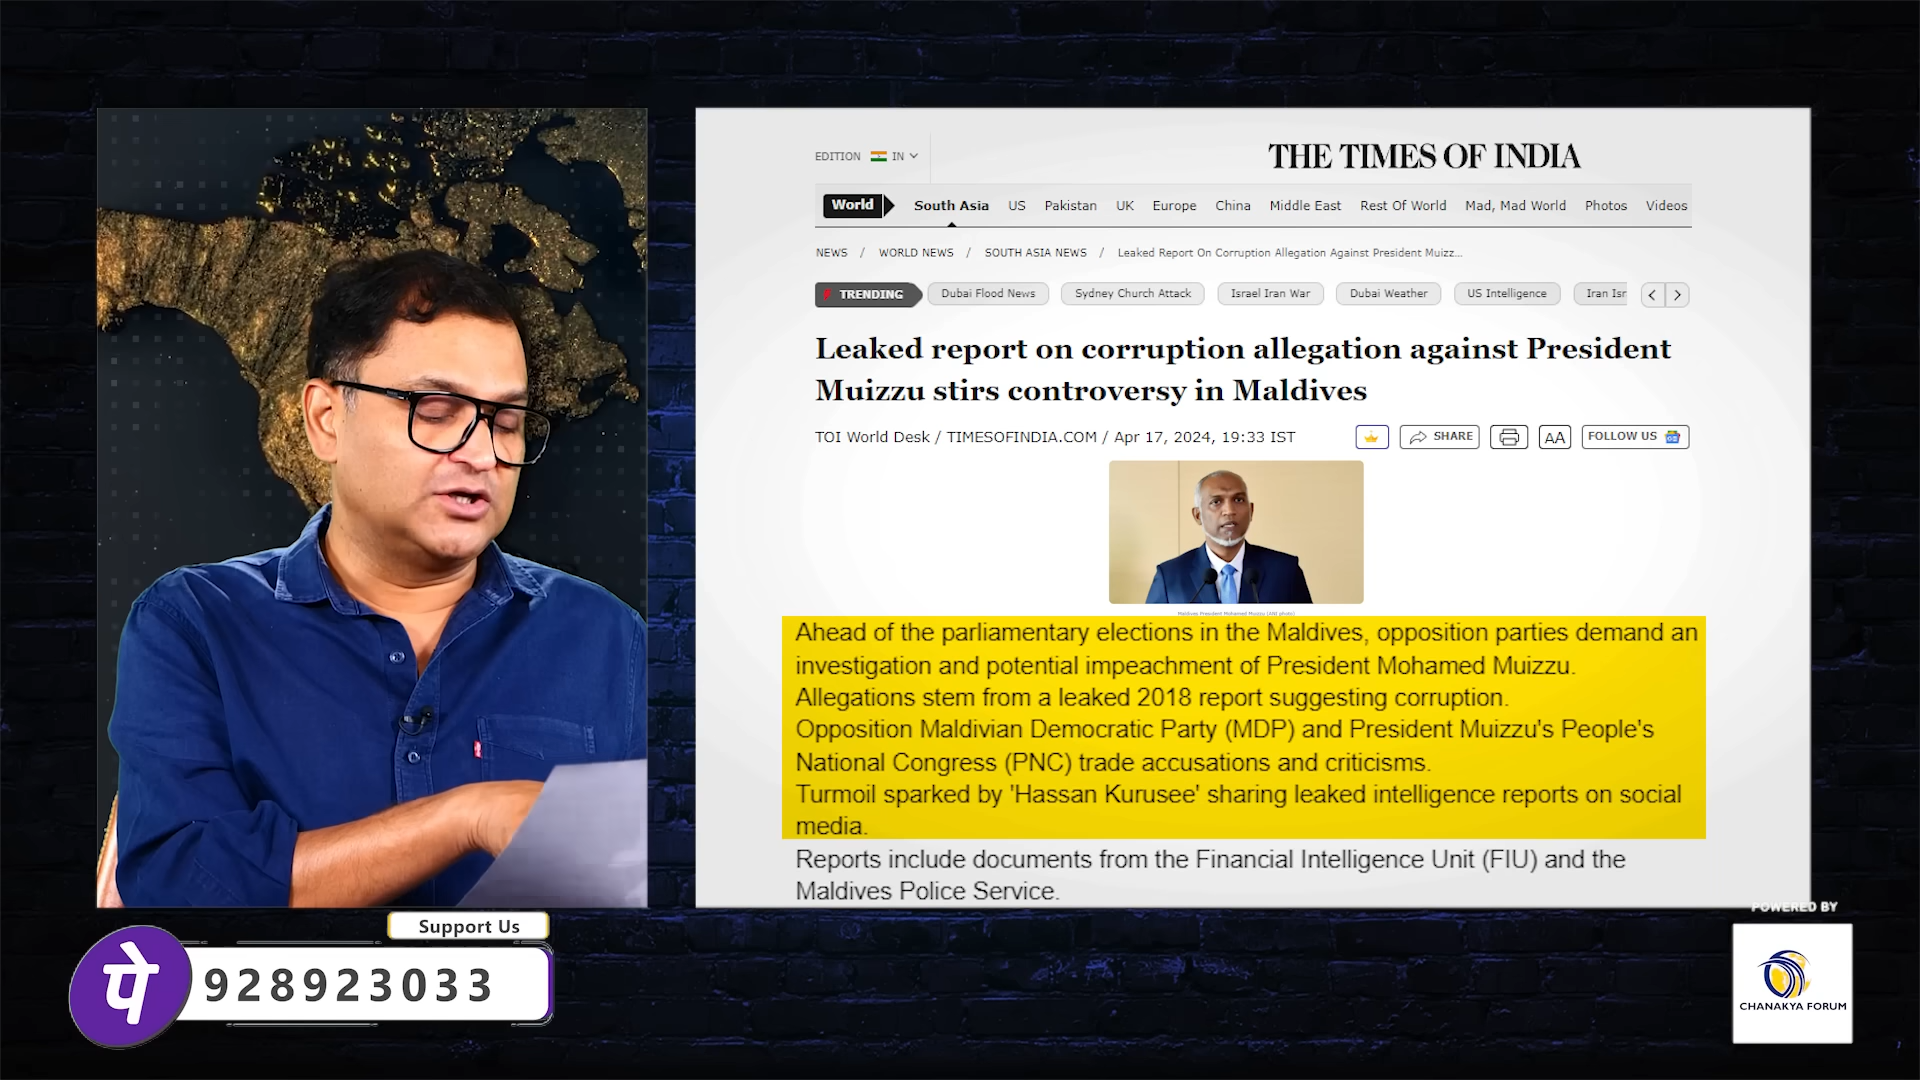 EDITION IN
THE TIMES OF INDIA
World South Asia US Pakistan UK Europe China Middle East Rest Of World Mad, Mad World Photos Videos
NEWS / WORLD NEWS / SOUTH ASIA NEWS / Leaked Report On Corruption Allegation Against President Muizz...
TRENDING Dubai Flood News Sydney Church Attack Israel Iran War Dubai Weather US Intelligence Iran Isr
Leaked report on corruption allegation against President
Muizzu stirs controversy in Maldives
TOI World Desk / TIMESOFINDIA.COM / Apr 17, 2024, 19:33 IST SHARE AA FOLLOW US
Maldives President Mohamed Muizzu (ANI photo)
Ahead of the parliamentary elections in the Maldives, opposition parties demand an
investigation and potential impeachment of President Mohamed Muizzu.
Allegations stem from a leaked 2018 report suggesting corruption.
Opposition Maldivian Democratic Party (MDP) and President Muizzu's People's
National Congress (PNC) trade accusations and criticisms.
Turmoil sparked by 'Hassan Kurusee' sharing leaked intelligence reports on social
media.
Reports include documents from the Financial Intelligence Unit (FIU) and the
Maldives Police Service.
Support Us
पे 928923033
POWERED BY
CHANAKYA FORUM